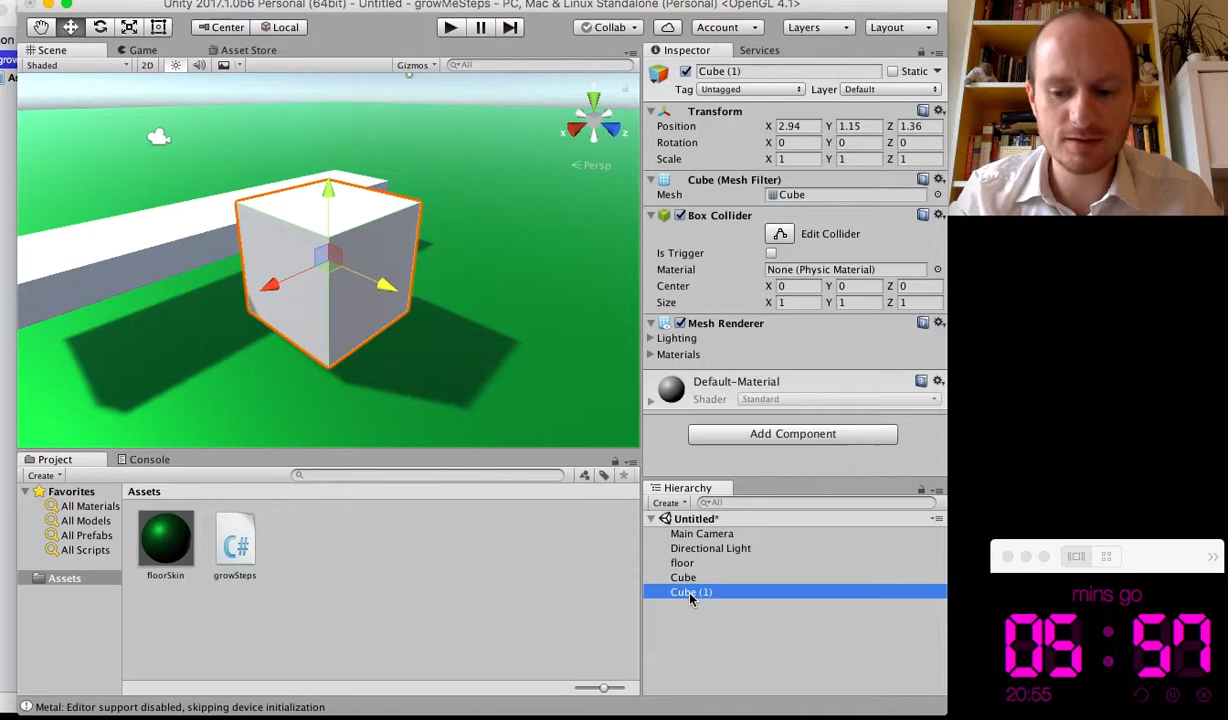 Unity 2017.1.0b6 Personal (64bit) - Untitled - growMeSteps - PC, Mac & Linux Standalone (Personal) <OpenGL 4.1>
Center
Local
Collab
Account
Layers
Layout
Scene
Game
Asset Store
Shaded
2D
Gizmos
All
Persp
y
x
z
Inspector
Services
Cube (1)
Static
Tag
Untagged
Layer
Default
Transform
Position
X 2.94 Y 1.15 Z 1.36
Rotation
X 0 Y 0 Z 0
Scale
X 1 Y 1 Z 1
Cube (Mesh Filter)
Mesh
Cube
Box Collider
Edit Collider
Is Trigger
Material
None (Physic Material)
Center
X 0 Y 0 Z 0
Size
X 1 Y 1 Z 1
Mesh Renderer
Lighting
Materials
Default-Material
Shader
Standard
Add Component
Hierarchy
Create
All
Untitled*
Main Camera
Directional Light
floor
Cube
Cube (1)
Project
Console
Create
Favorites
All Materials
All Models
All Prefabs
All Scripts
Assets
Assets
C#
floorSkin
growSteps
Metal: Editor support disabled, skipping device initialization
mins go
05:57
20:55